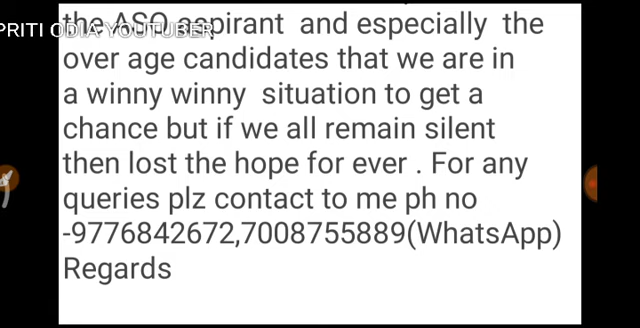 PRITI ODIA YOUTUBER
the ASO aspirant and especially the
over age candidates that we are in
a winny winny situation to get a
chance but if we all remain silent
then lost the hope for ever . For any
queries plz contact to me ph no
-9776842672,7008755889(WhatsApp)
Regards